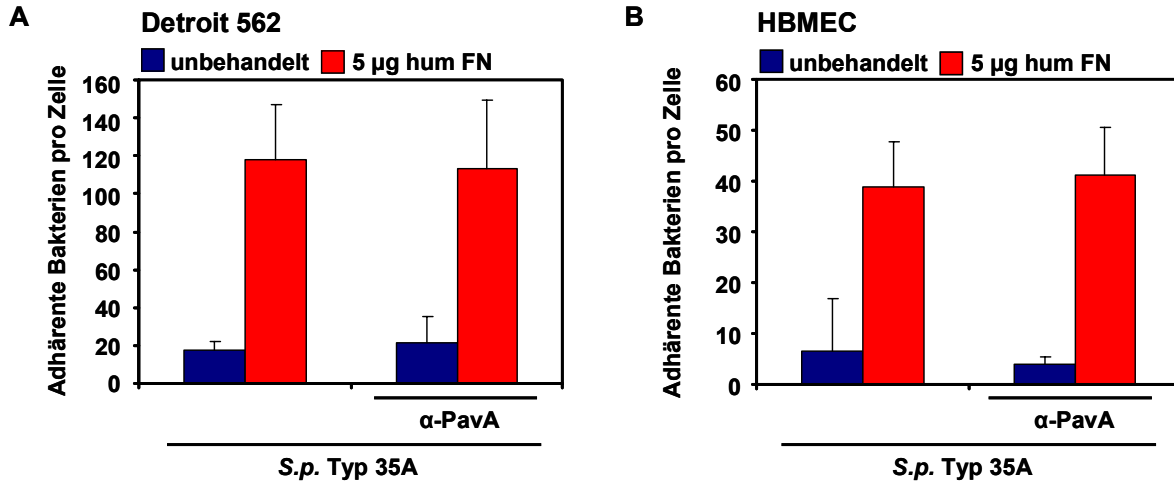 A
Detroit 562
unbehandelt 5 µg hum FN
Adhärente Bakterien pro Zelle
160
140
120
100
80
60
40
20
0
α-PavA
S.p. Typ 35A
B
HBMEC
unbehandelt 5 µg hum FN
Adhärente Bakterien pro Zelle
60
50
40
30
20
10
0
α-PavA
S.p. Typ 35A